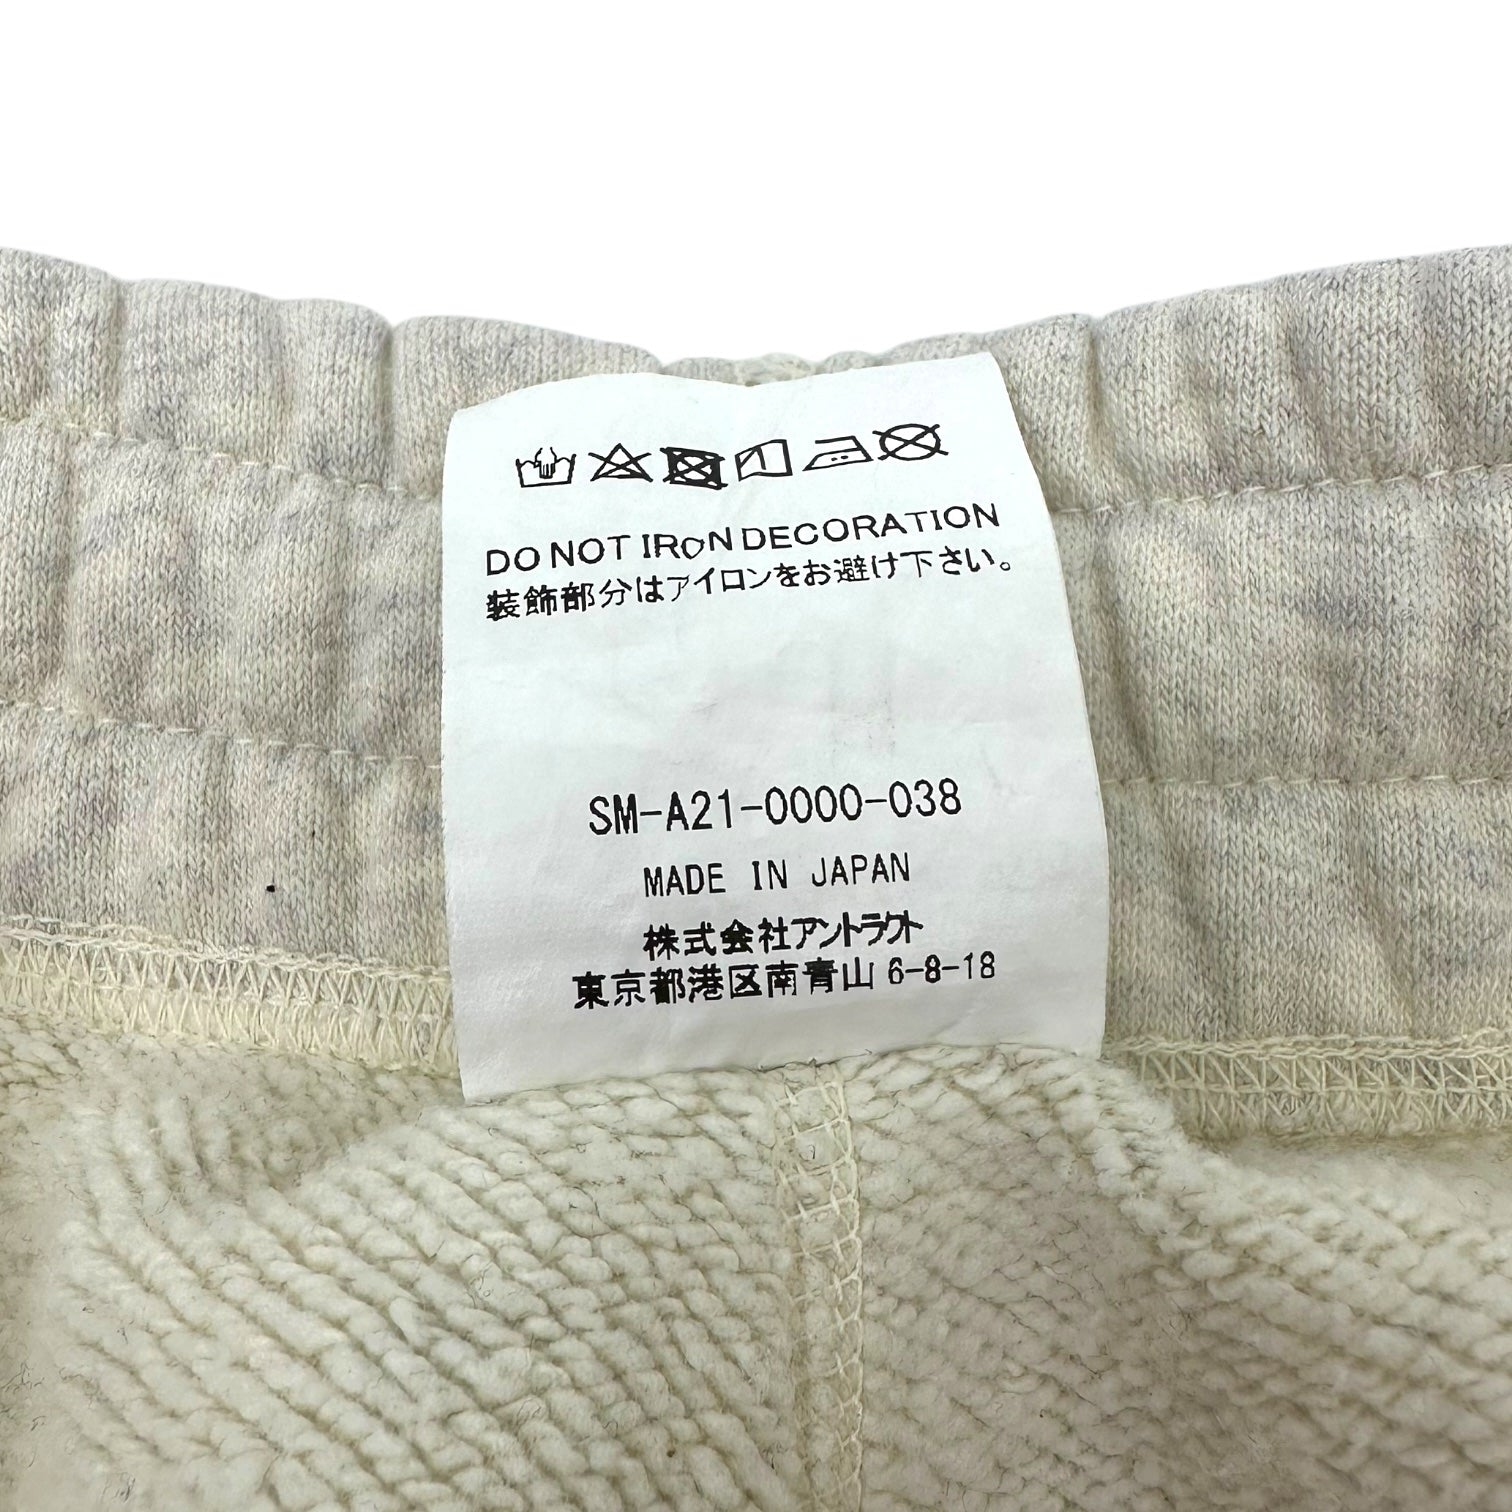 DO NOT IRON DECORATION
装飾部分はアイロンをお避け下さい。
SM-A21-0000-038
MADE IN JAPAN
株式会社アントラクト
東京都港区南青山6-8-18